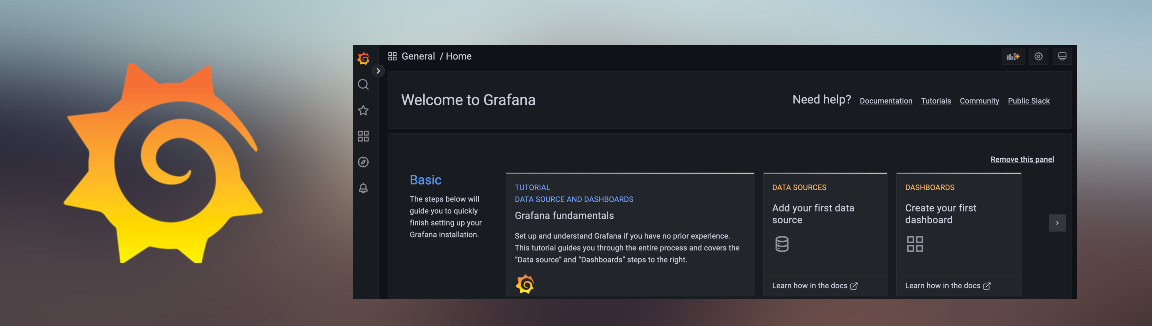 General / Home
Welcome to Grafana
Need help? Documentation Tutorials Community Public Slack
Remove this panel
Basic
The steps below will
guide you to quickly
finish setting up your
Grafana installation.
TUTORIAL
DATA SOURCE AND DASHBOARDS
Grafana fundamentals
Set up and understand Grafana if you have no prior experience.
This tutorial guides you through the entire process and covers the
"Data source" and "Dashboards" steps to the right.
DATA SOURCES
Add your first data
source
Learn how in the docs
DASHBOARDS
Create your first
dashboard
Learn how in the docs